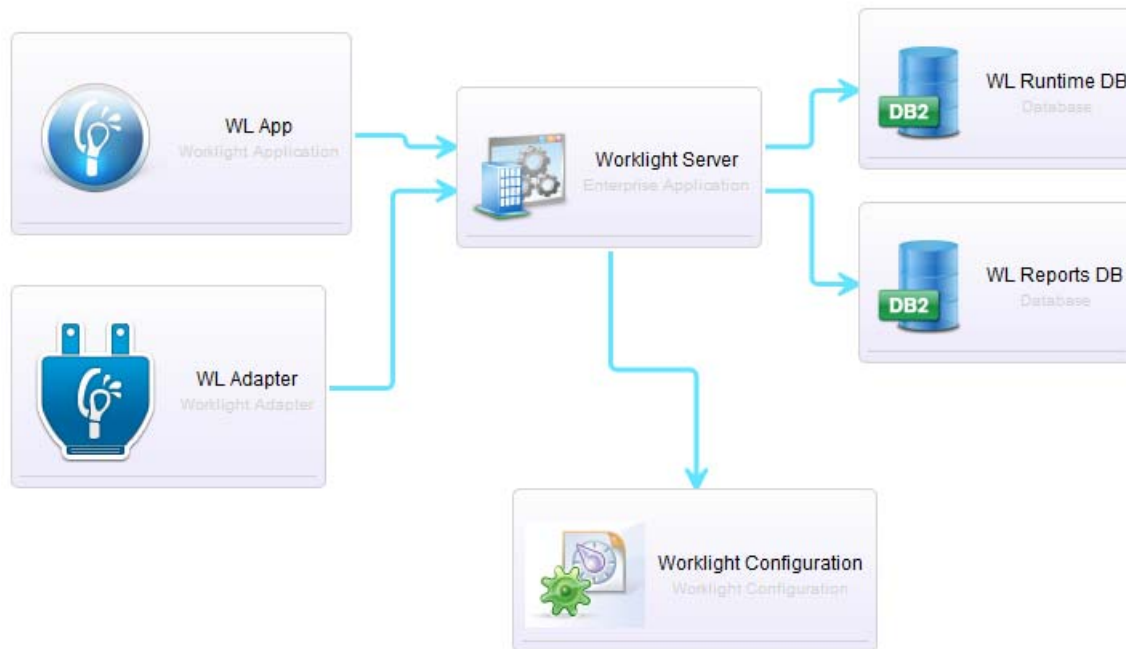 WL App
Worklight Application
WL Adapter
Worklight Adapter
Worklight Server
Enterprise Application
DB2
WL Runtime DB
Database
DB2
WL Reports DB
Database
Worklight Configuration
Worklight Configuration